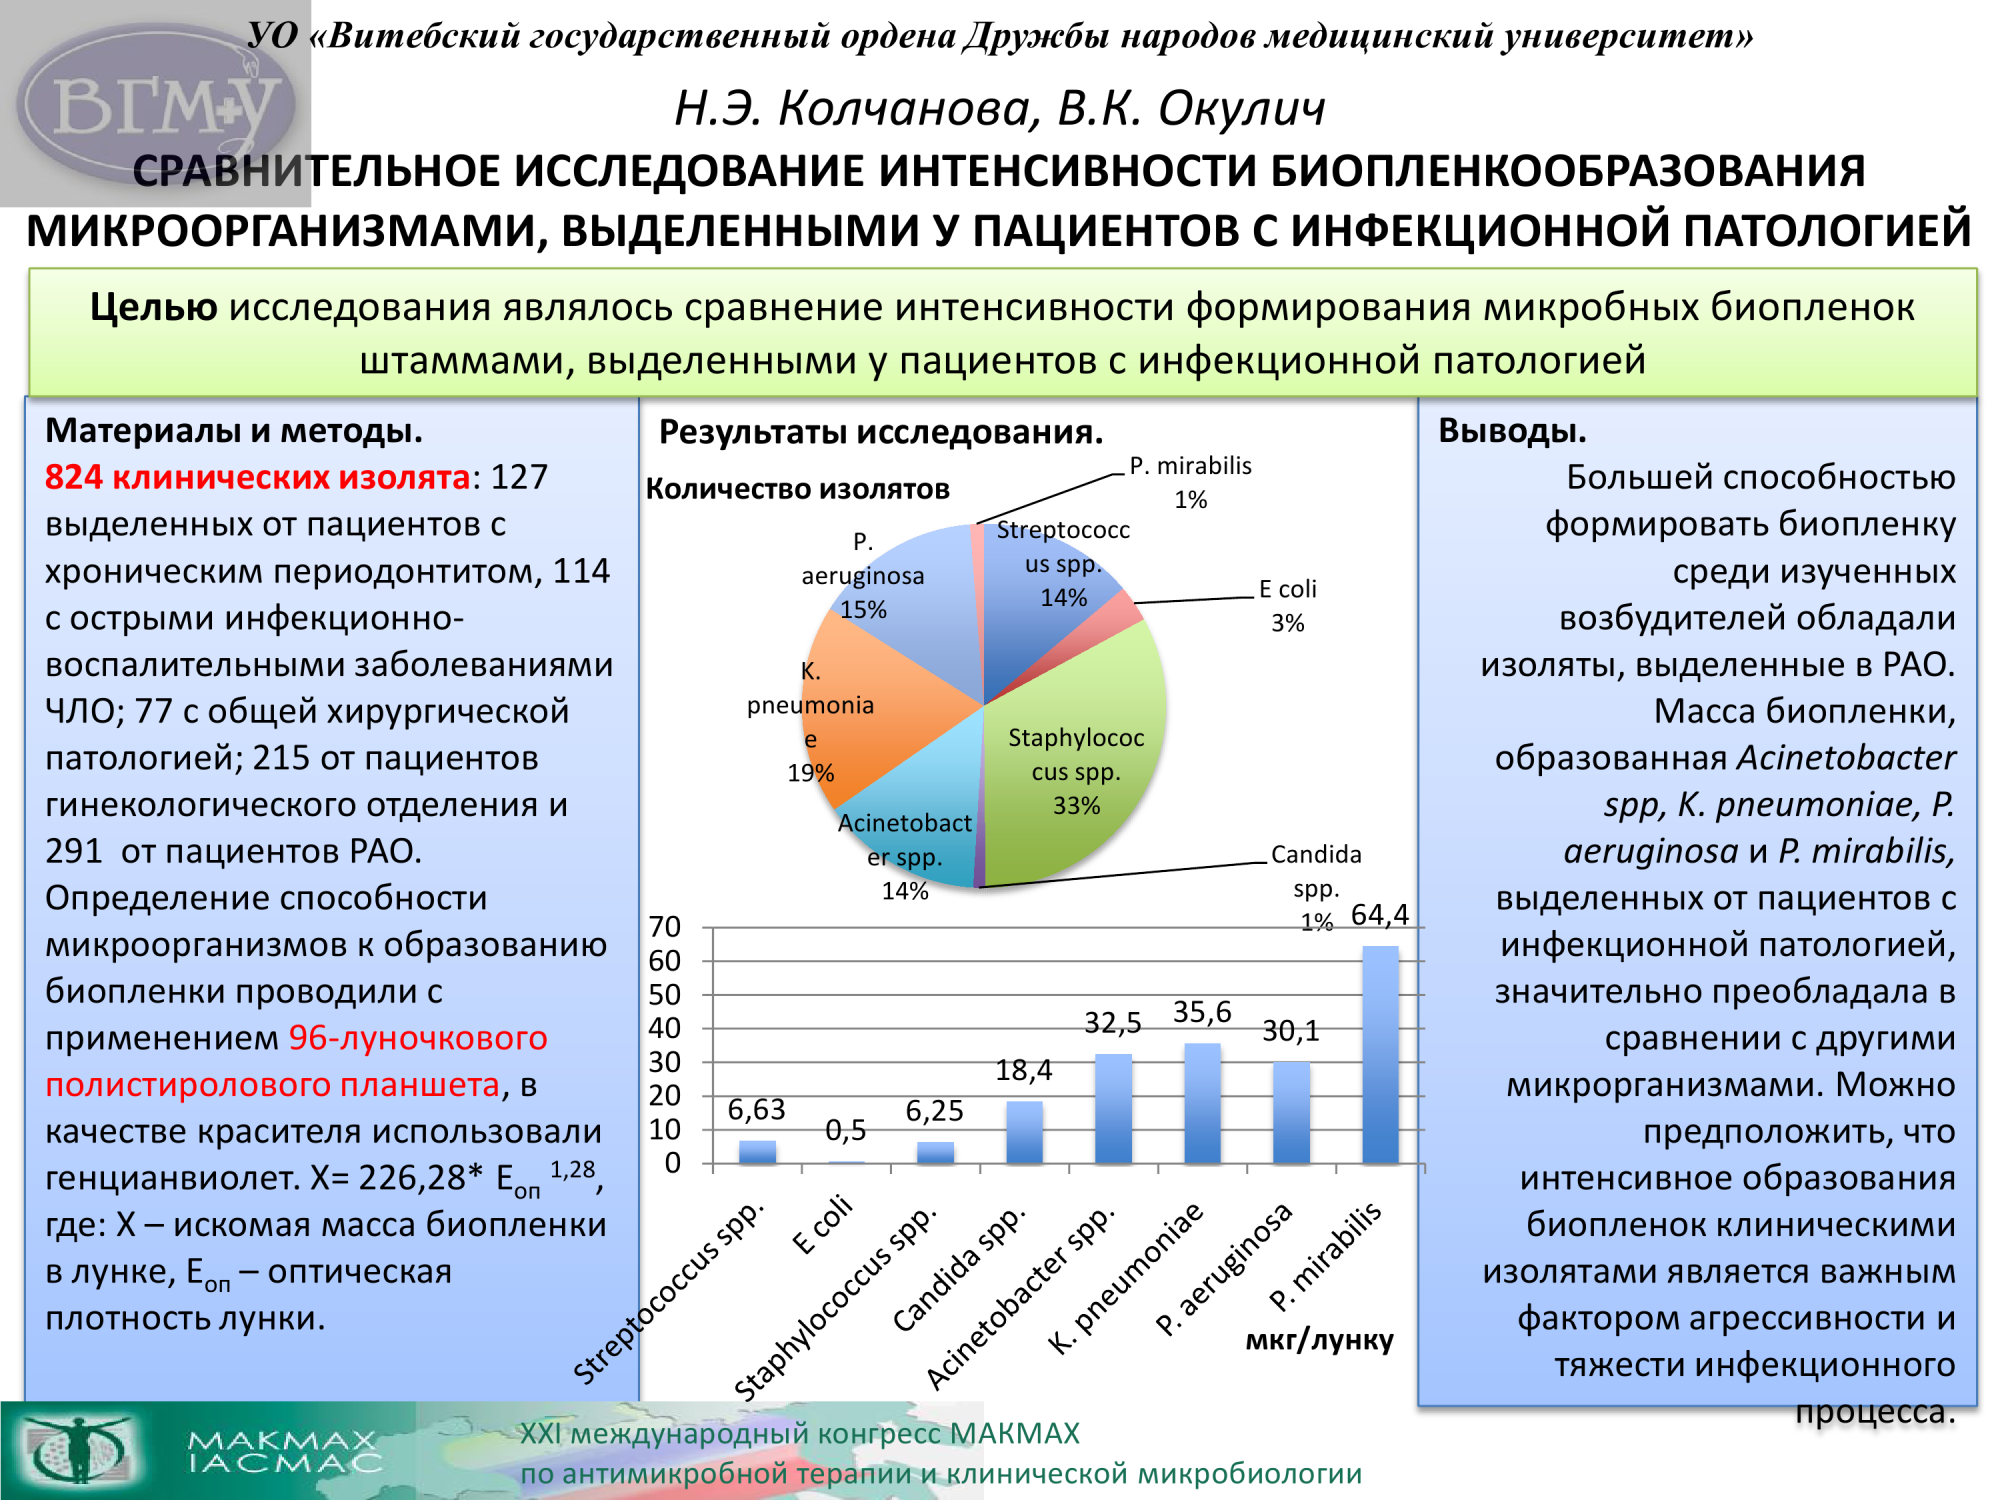 УО «Витебский государственный ордена Дружбы народов медицинский университет»
ВГМУ
Н.Э. Колчанова, В.К. Окулич
СРАВНИТЕЛЬНОЕ ИССЛЕДОВАНИЕ ИНТЕНСИВНОСТИ БИОПЛЕНКООБРАЗОВАНИЯ
МИКРООРГАНИЗМАМИ, ВЫДЕЛЕННЫМИ У ПАЦИЕНТОВ С ИНФЕКЦИОННОЙ ПАТОЛОГИЕЙ
Целью исследования являлось сравнение интенсивности формирования микробных биопленок
штаммами, выделенными у пациентов с инфекционной патологией
Материалы и методы.
824 клинических изолята: 127
выделенных от пациентов с
хроническим периодонтитом, 114
с острыми инфекционно-
воспалительными заболеваниями
ЧЛО; 77 с общей хирургической
патологией; 215 от пациентов
гинекологического отделения и
291 от пациентов РАО.
Определение способности
микроорганизмов к образованию
биопленки проводили с
применением 96-луночкового
полистиролового планшета, в
качестве красителя использовали
генцианвиолет. X= 226,28* Еоп 1,28,
где: X – искомая масса биопленки
в лунке, Еоп – оптическая
плотность лунки.
Результаты исследования.
Количество изолятов
P. mirabilis
1%
Streptococc
us spp.
14%
E coli
3%
Staphylococ
cus spp.
33%
Candida
spp.
1%
Acinetobact
er spp.
14%
K.
pneumonia
e
19%
P.
aeruginosa
15%
70
60
50
40
30
20
10
0
6,63
0,5
6,25
18,4
32,5
35,6
30,1
64,4
Streptococcus spp.
E coli
Staphylococcus spp.
Candida spp.
Acinetobacter spp.
K. pneumoniae
P. aeruginosa
P. mirabilis
мкг/лунку
Выводы.
Большей способностью
формировать биопленку
среди изученных
возбудителей обладали
изоляты, выделенные в РАО.
Масса биопленки,
образованная Acinetobacter
spp, K. pneumoniae, P.
aeruginosa и P. mirabilis,
выделенных от пациентов с
инфекционной патологией,
значительно преобладала в
сравнении с другими
микрорганизмами. Можно
предположить, что
интенсивное образования
биопленок клиническими
изолятами является важным
фактором агрессивности и
тяжести инфекционного
процесса.
МАКМАХ
IACMAC
XXI международный конгресс МАКМАХ
по антимикробной терапии и клинической микробиологии